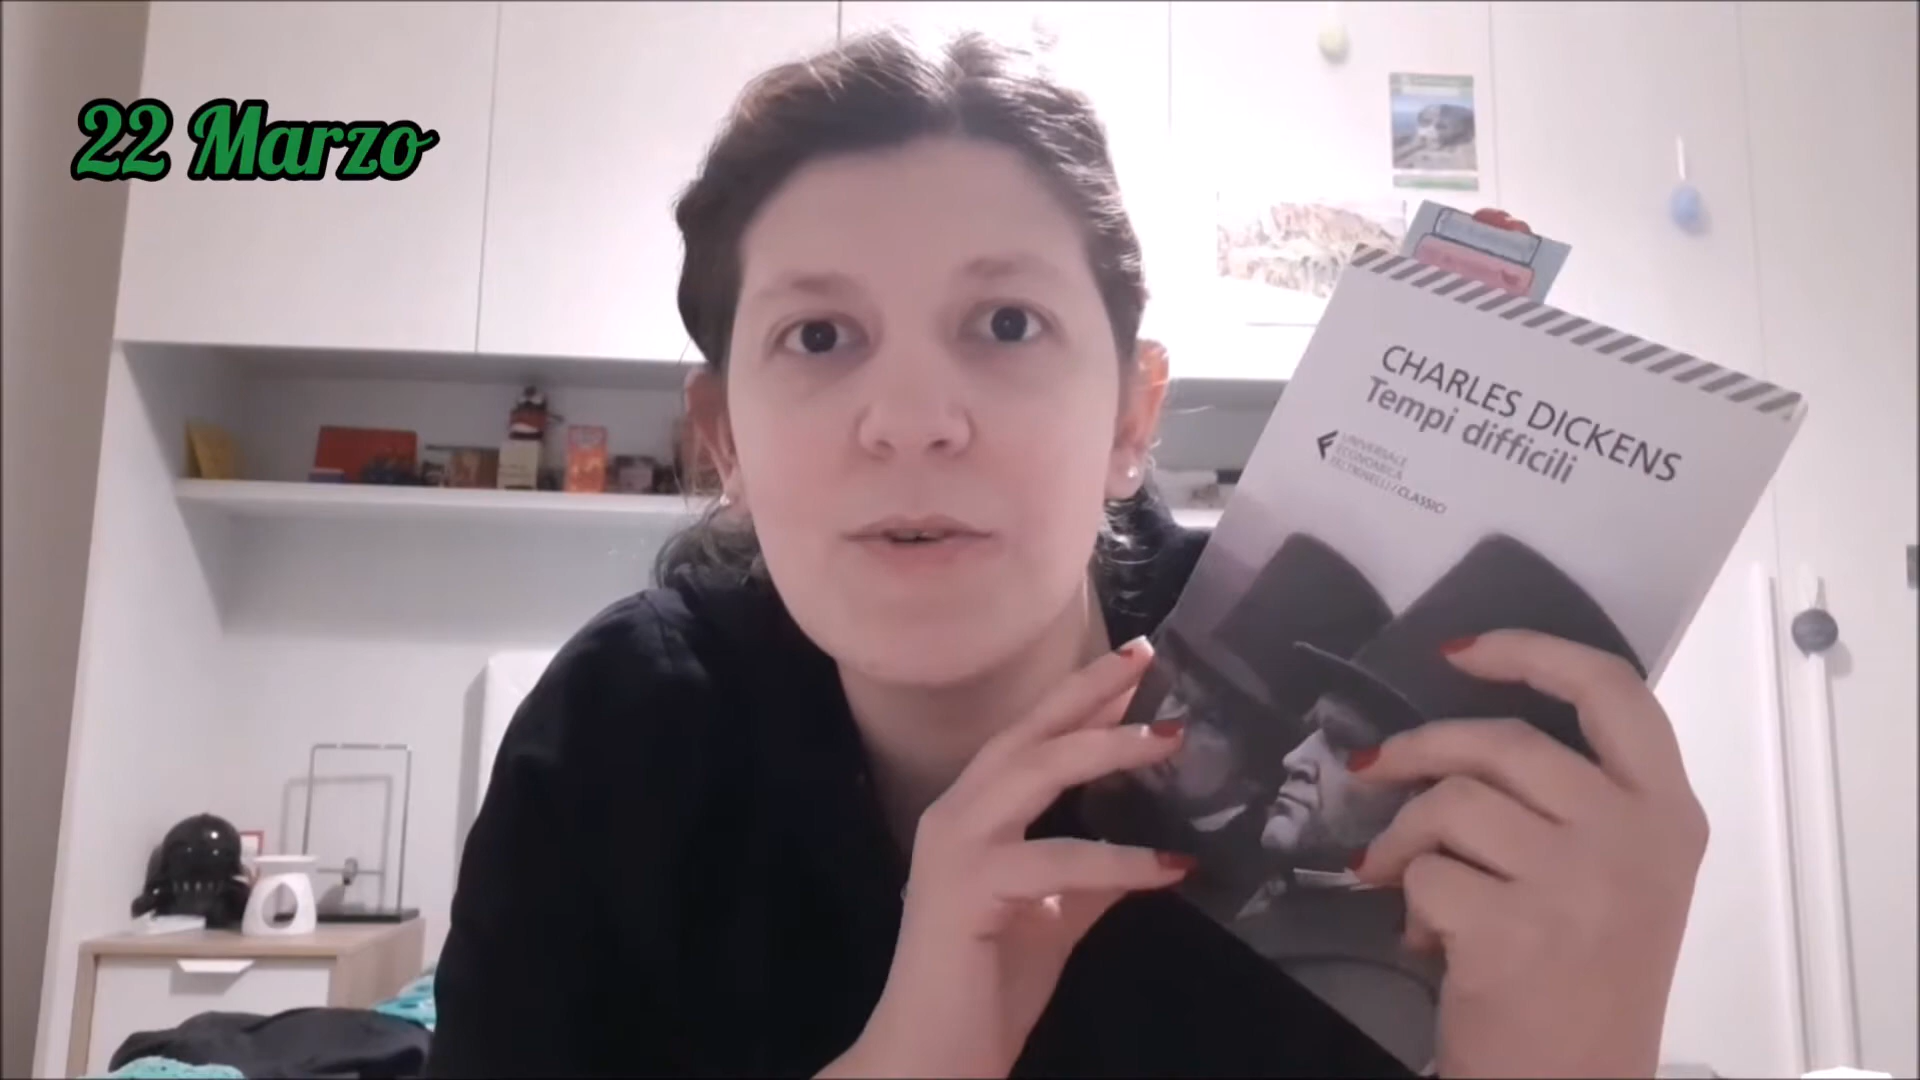 22 Marzo
CHARLES DICKENS
Tempi difficili
UNIVERSALE
ECONOMICA
FELTRINELLI/CLASSICI